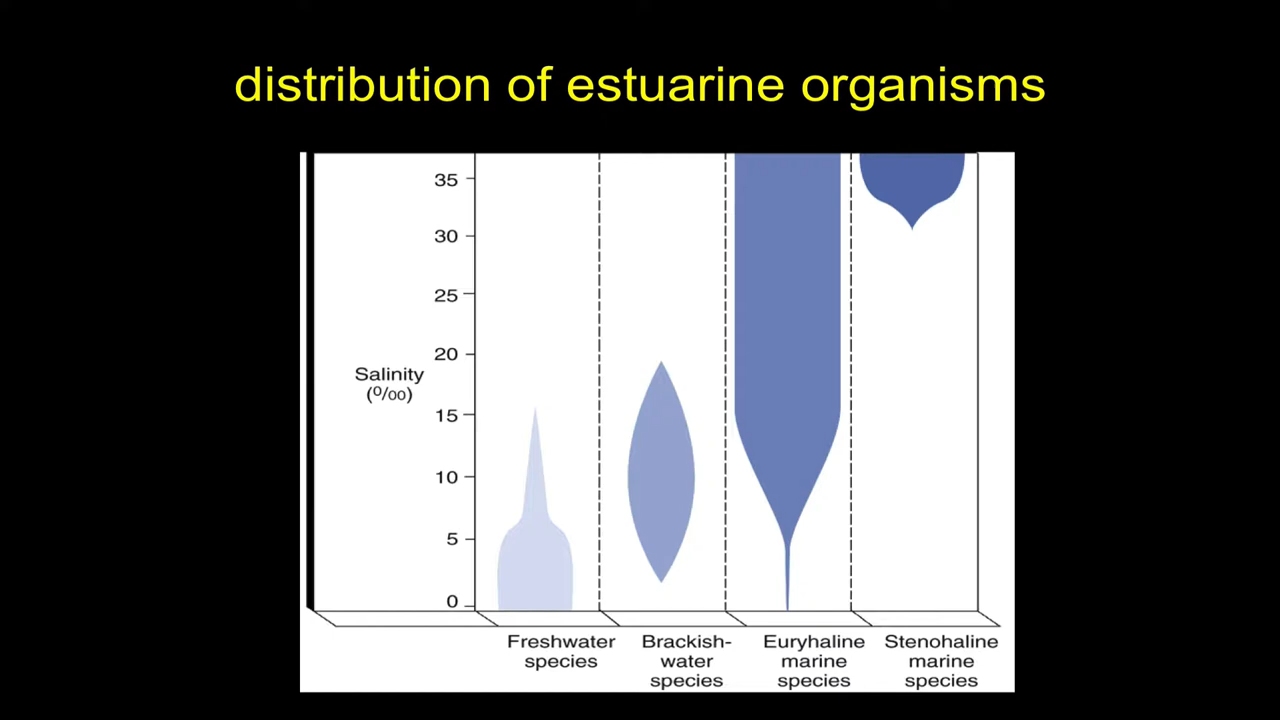 distribution of estuarine organisms
35
30
25
20
Salinity
(⁰/₀₀)
15
10
5
0
Freshwater
species
Brackish-
water
species
Euryhaline
marine
species
Stenohaline
marine
species